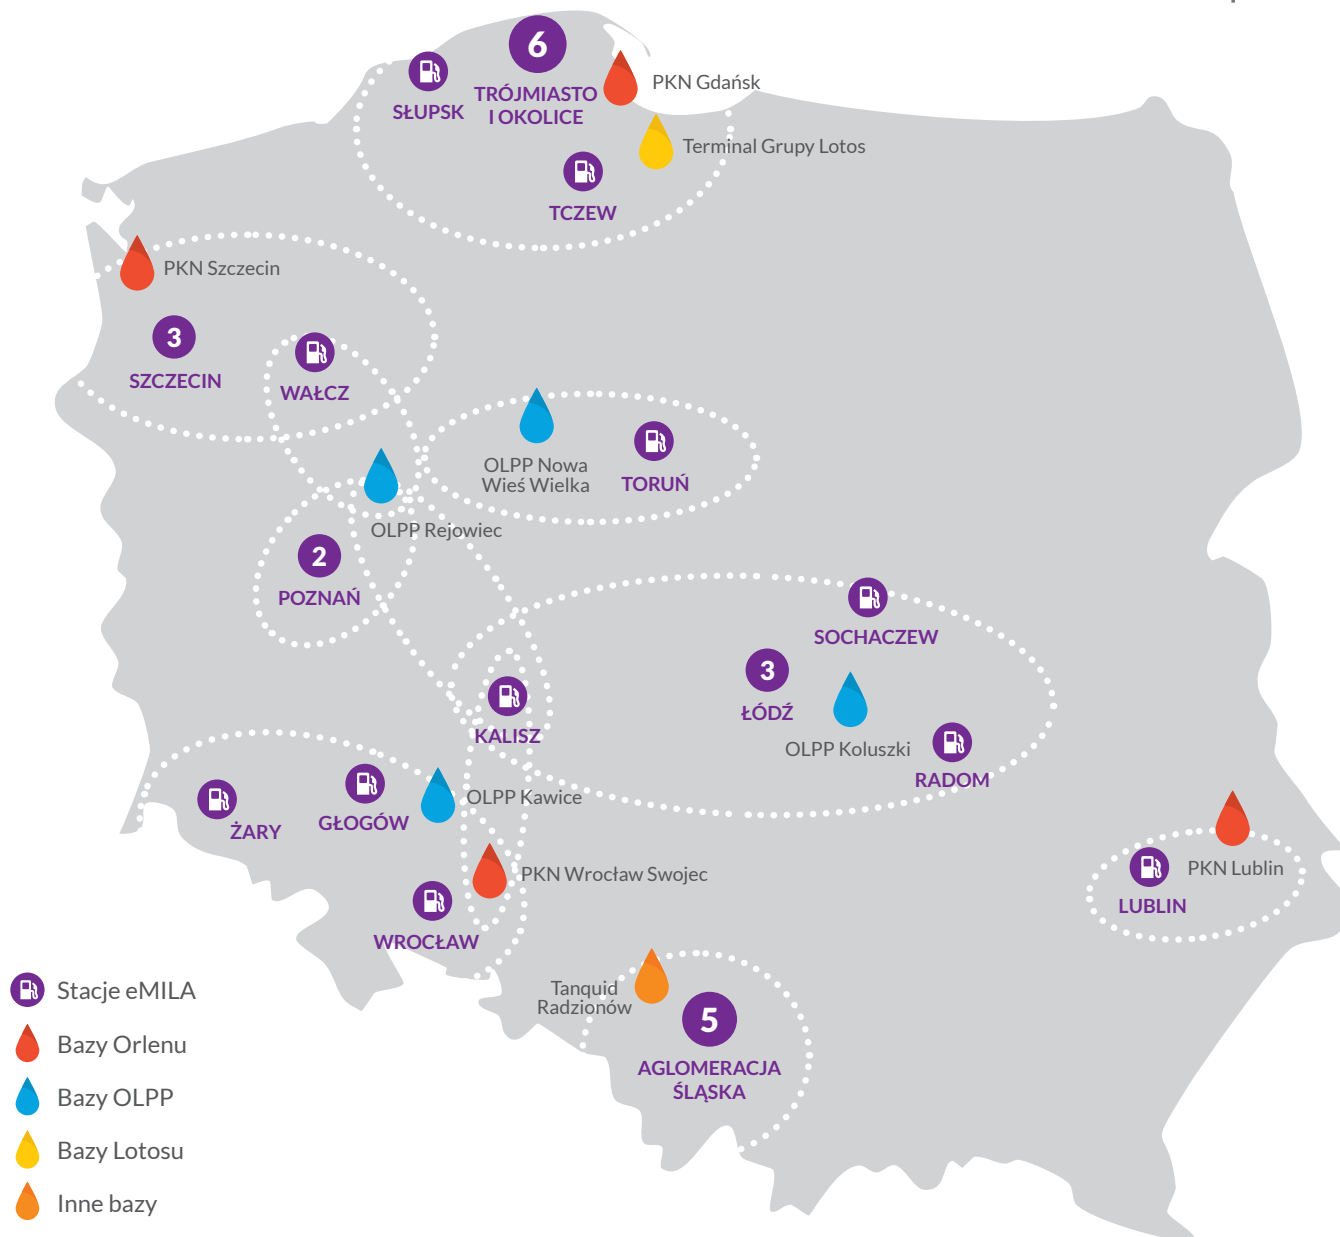 6
TRÓJMIASTO
I OKOLICE
SŁUPSK
PKN Gdańsk
Terminal Grupy Lotos
TCZEW
PKN Szczecin
3
SZCZECIN
WAŁCZ
OLPP Nowa
Wieś Wielka
TORUŃ
OLPP Rejowiec
2
POZNAŃ
SOCHACZEW
3
ŁÓDŹ
OLPP Koluszki
RADOM
KALISZ
OLPP Kawice
GŁOGÓW
ŻARY
PKN Wrocław Swojec
WROCŁAW
PKN Lublin
LUBLIN
Tanquid
Radzionów
5
AGLOMERACJA
ŚLĄSKA
Stacje eMILA
Bazy Orlenu
Bazy OLPP
Bazy Lotosu
Inne bazy